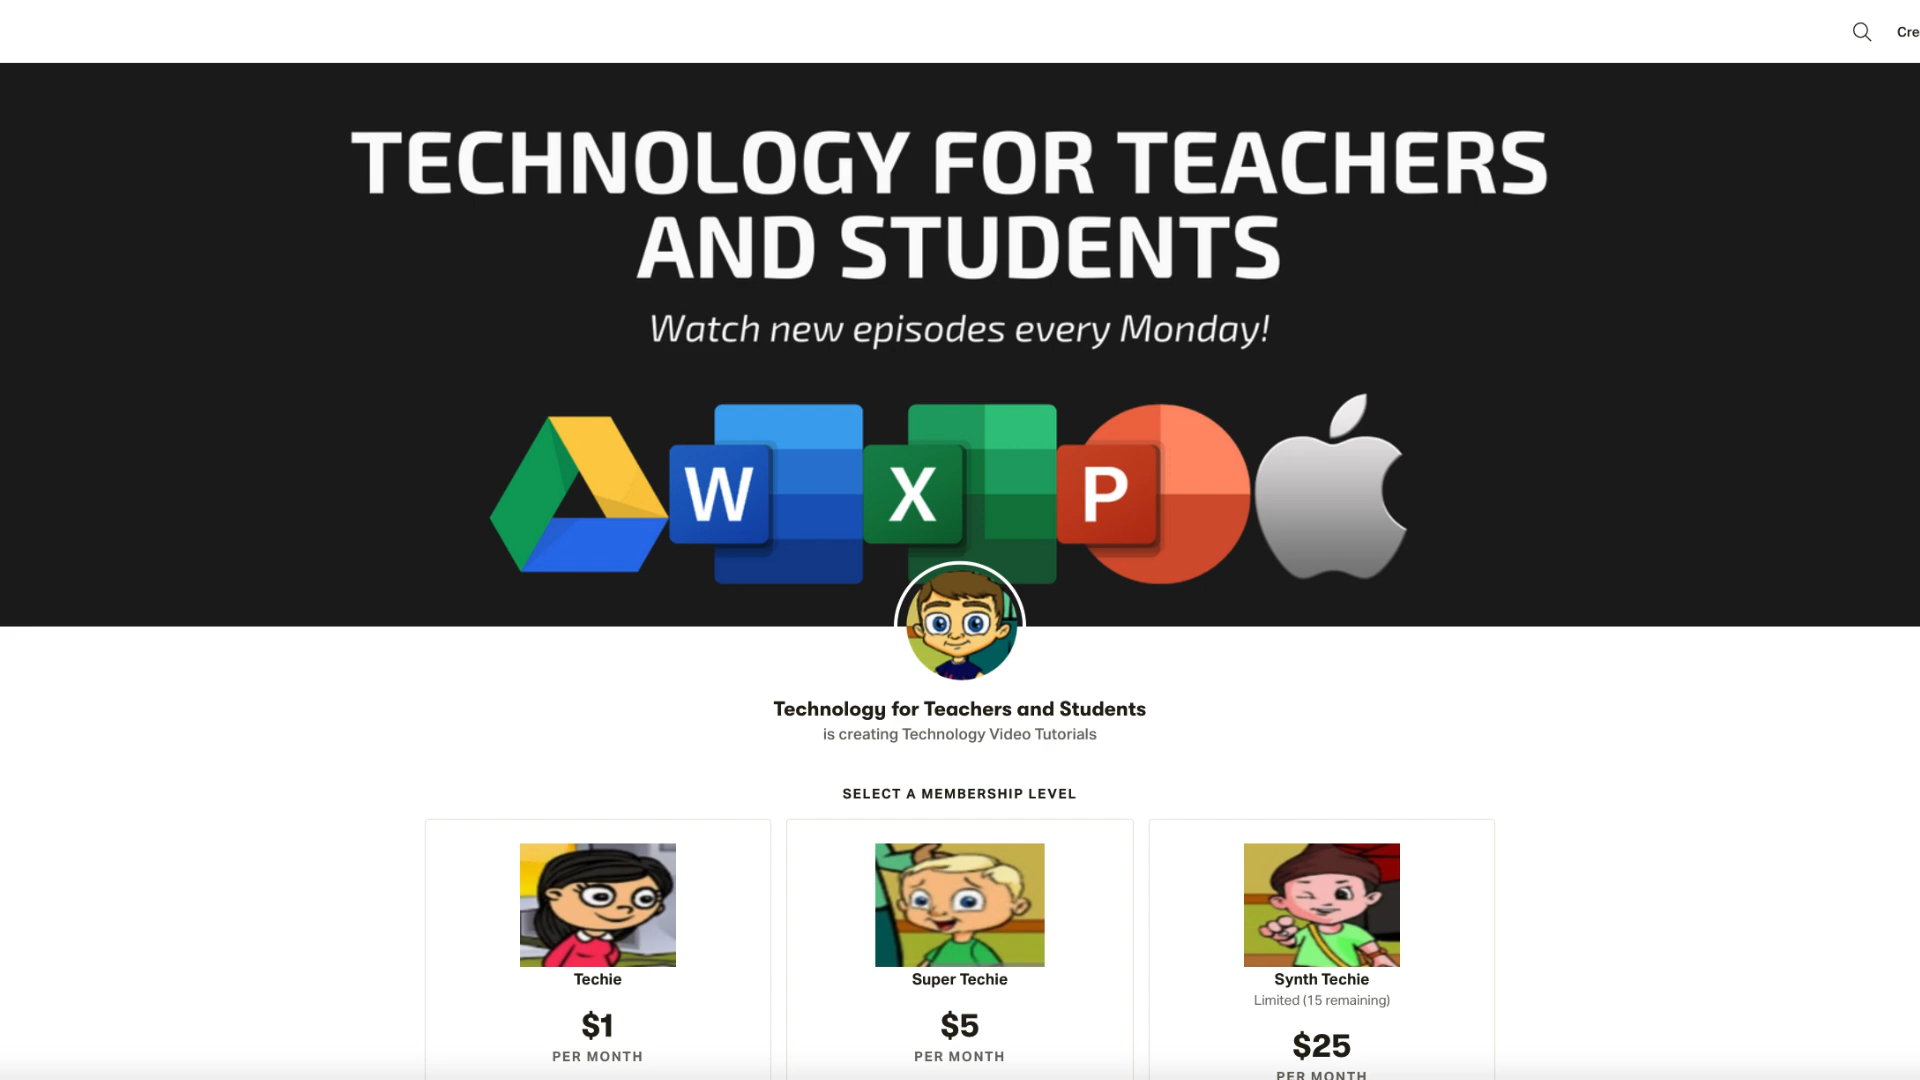 Cre
TECHNOLOGY FOR TEACHERS
AND STUDENTS
Watch new episodes every Monday!
W X P
Technology for Teachers and Students
is creating Technology Video Tutorials
SELECT A MEMBERSHIP LEVEL
Techie
$1
PER MONTH
Super Techie
$5
PER MONTH
Synth Techie
Limited (15 remaining)
$25
PER MONTH